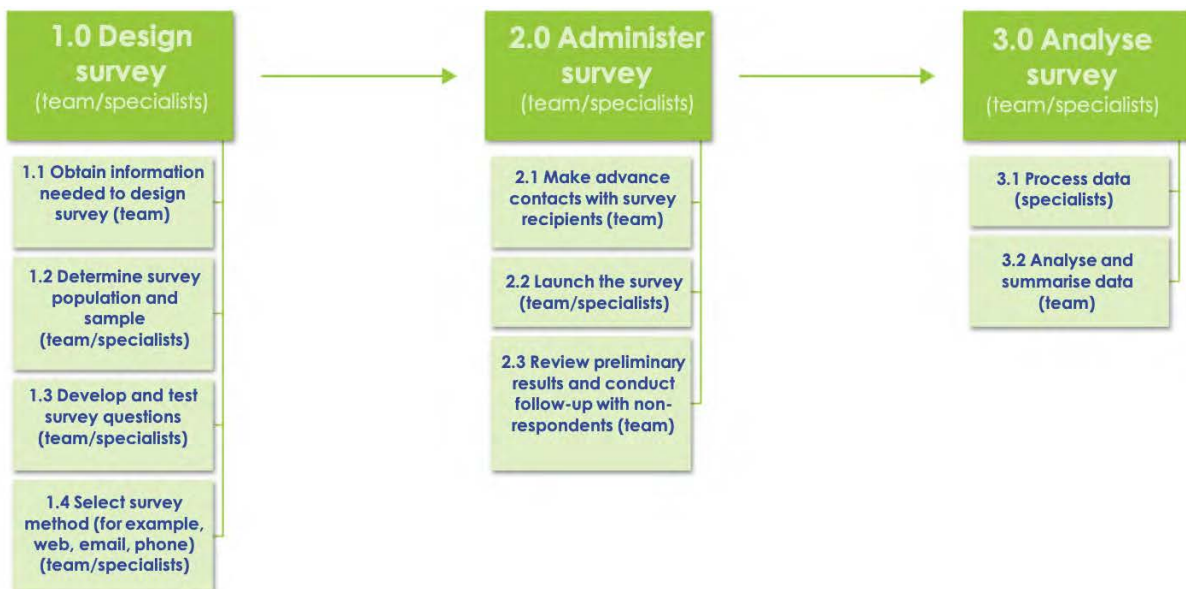 1.0 Design
survey
(team/specialists)
1.1 Obtain information
needed to design
survey (team)
1.2 Determine survey
population and
sample
(team/specialists)
1.3 Develop and test
survey questions
(team/specialists)
1.4 Select survey
method (for example,
web, email, phone)
(team/specialists)
2.0 Administer
survey
(team/specialists)
2.1 Make advance
contacts with survey
recipients (team)
2.2 Launch the survey
(team/specialists)
2.3 Review preliminary
results and conduct
follow-up with non-
respondents (team)
3.0 Analyse
survey
(team/specialists)
3.1 Process data
(specialists)
3.2 Analyse and
summarise data
(team)